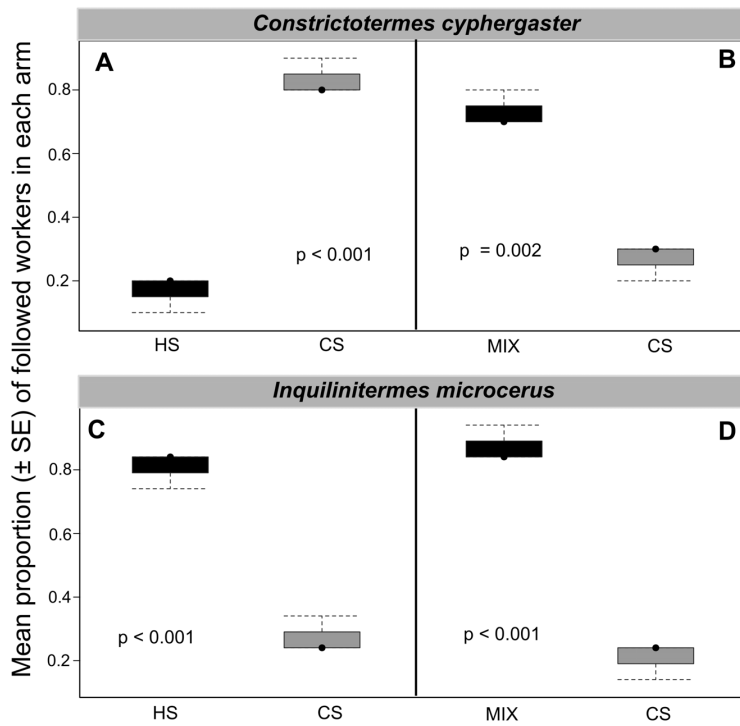 Constrictotermes cyphergaster
Mean proportion (± SE) of followed workers in each arm
A
B
0.8
0.6
0.4
0.2
p < 0.001
p = 0.002
HS
CS
MIX
CS
Inquilinitermes microcerus
C
D
0.8
0.6
0.4
0.2
p < 0.001
p < 0.001
HS
CS
MIX
CS